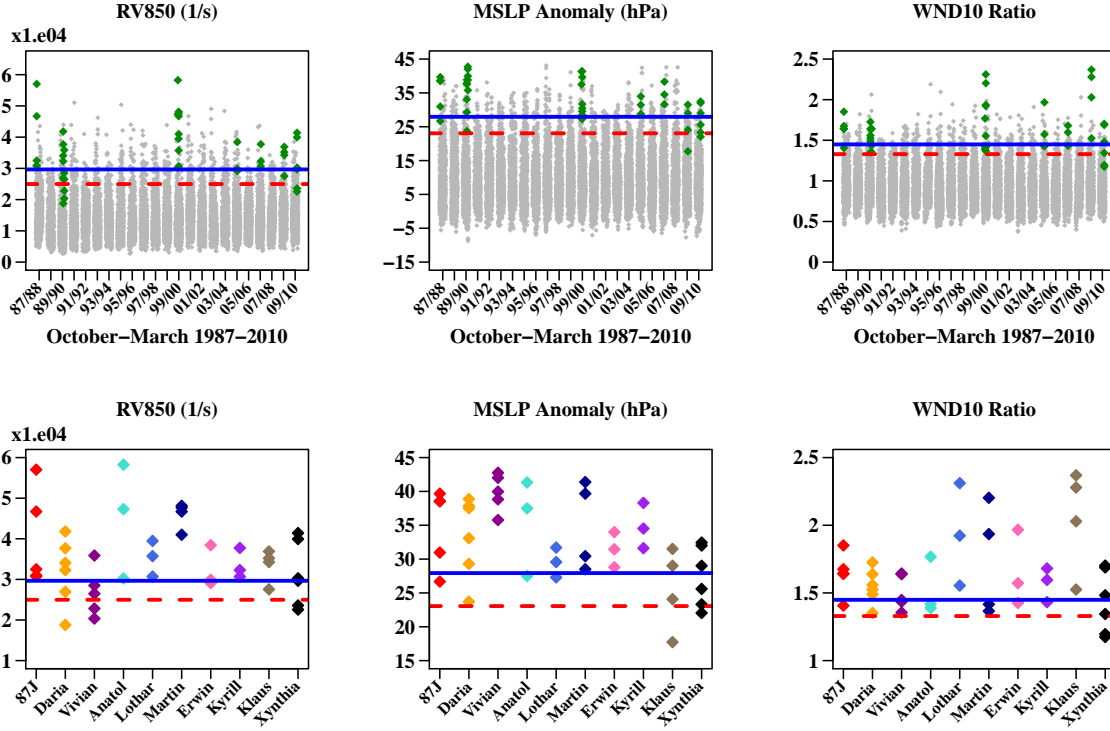 RV850 (1/s) MSLP Anomaly (hPa) WND10 Ratio
x1.e04
6
5
4
3
2
1
0
87/88 89/90 91/92 93/94 95/96 97/98 99/00 01/02 03/04 05/06 07/08 09/10
October−March 1987−2010
45
35
25
15
5
−5
−15
87/88 89/90 91/92 93/94 95/96 97/98 99/00 01/02 03/04 05/06 07/08 09/10
October−March 1987−2010
2.5
2
1.5
1
0.5
0
87/88 89/90 91/92 93/94 95/96 97/98 99/00 01/02 03/04 05/06 07/08 09/10
October−March 1987−2010
RV850 (1/s) MSLP Anomaly (hPa) WND10 Ratio
x1.e04
6
5
4
3
2
1
87J Daria Vivian Anatol Lothar Martin Erwin Kyrill Klaus Xynthia
45
40
35
30
25
20
15
87J Daria Vivian Anatol Lothar Martin Erwin Kyrill Klaus Xynthia
2.5
2
1.5
1
87J Daria Vivian Anatol Lothar Martin Erwin Kyrill Klaus Xynthia